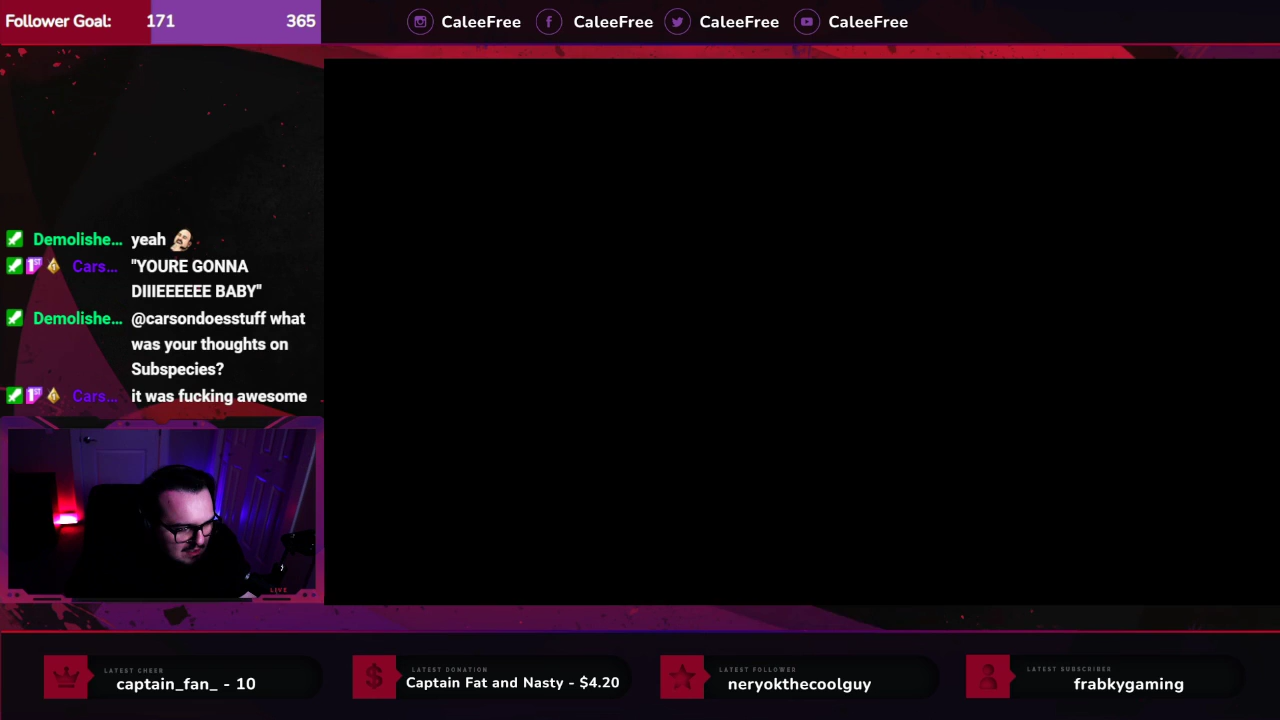 Follower Goal: 171 365
CaleeFree CaleeFree CaleeFree CaleeFree
Demolishe... yeah
Cars... "YOURE GONNA
DIIIEEEEEE BABY"
Demolishe... @carsondoesstuff what
was your thoughts on
Subspecies?
Cars... it was fucking awesome
LIVE
LATEST CHEER
captain_fan_ - 10
LATEST DONATION
Captain Fat and Nasty - $4.20
LATEST FOLLOWER
neryokthecoolguy
LATEST SUBSCRIBER
frabkygaming